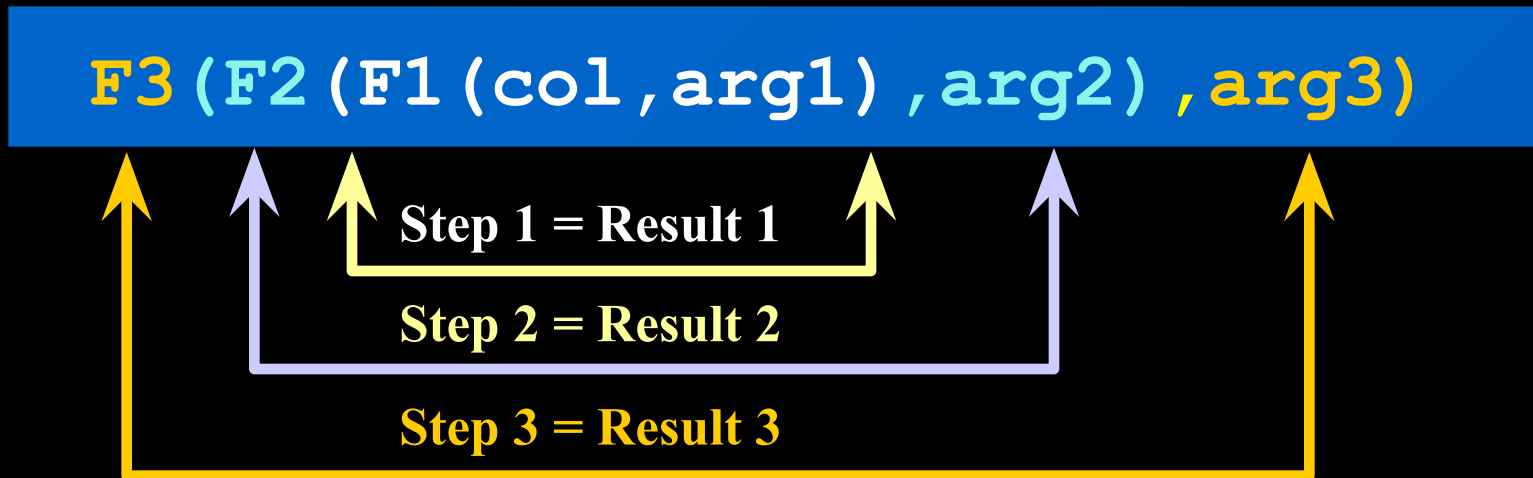 F3(F2(F1(col,arg1),arg2),arg3)
Step 1 = Result 1
Step 2 = Result 2
Step 3 = Result 3